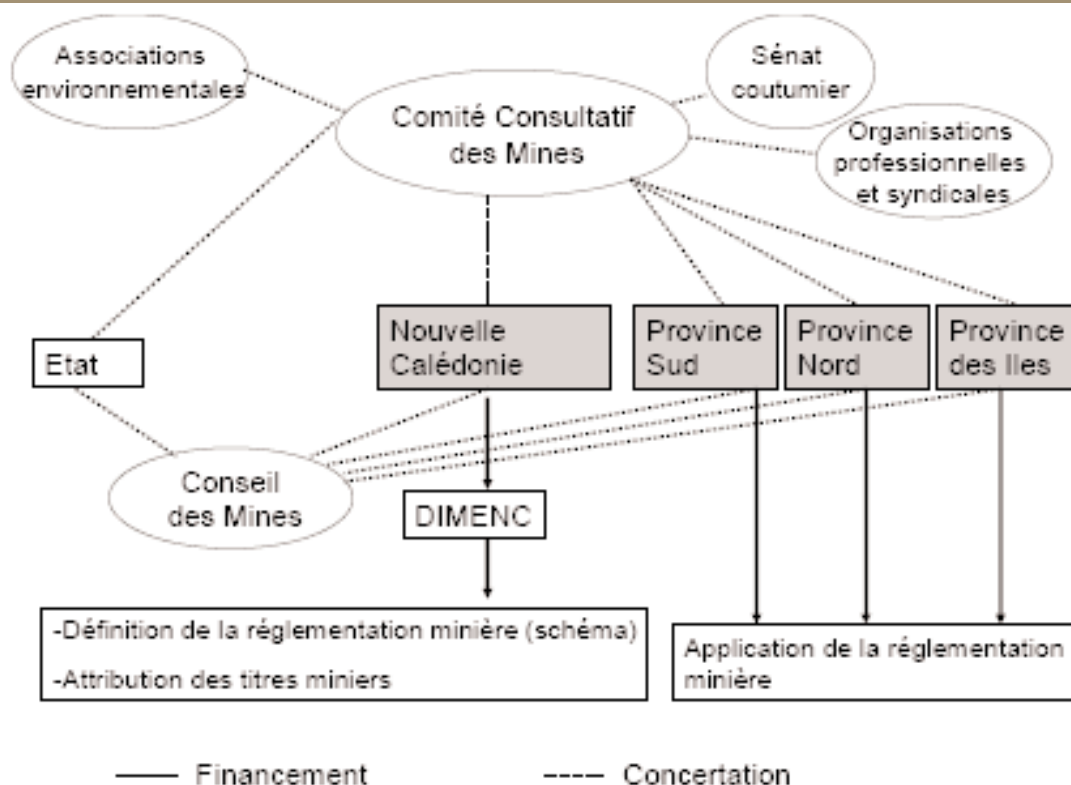 Associations
environnementales
Comité Consultatif
des Mines
Sénat
coutumier
Organisations
professionnelles
et syndicales
Etat
Nouvelle
Calédonie
Province
Sud
Province
Nord
Province
des Iles
Conseil
des Mines
DIMENC
-Définition de la réglementation minière (schéma)
-Attribution des titres miniers
Application de la réglementation
minière
Financement
Concertation